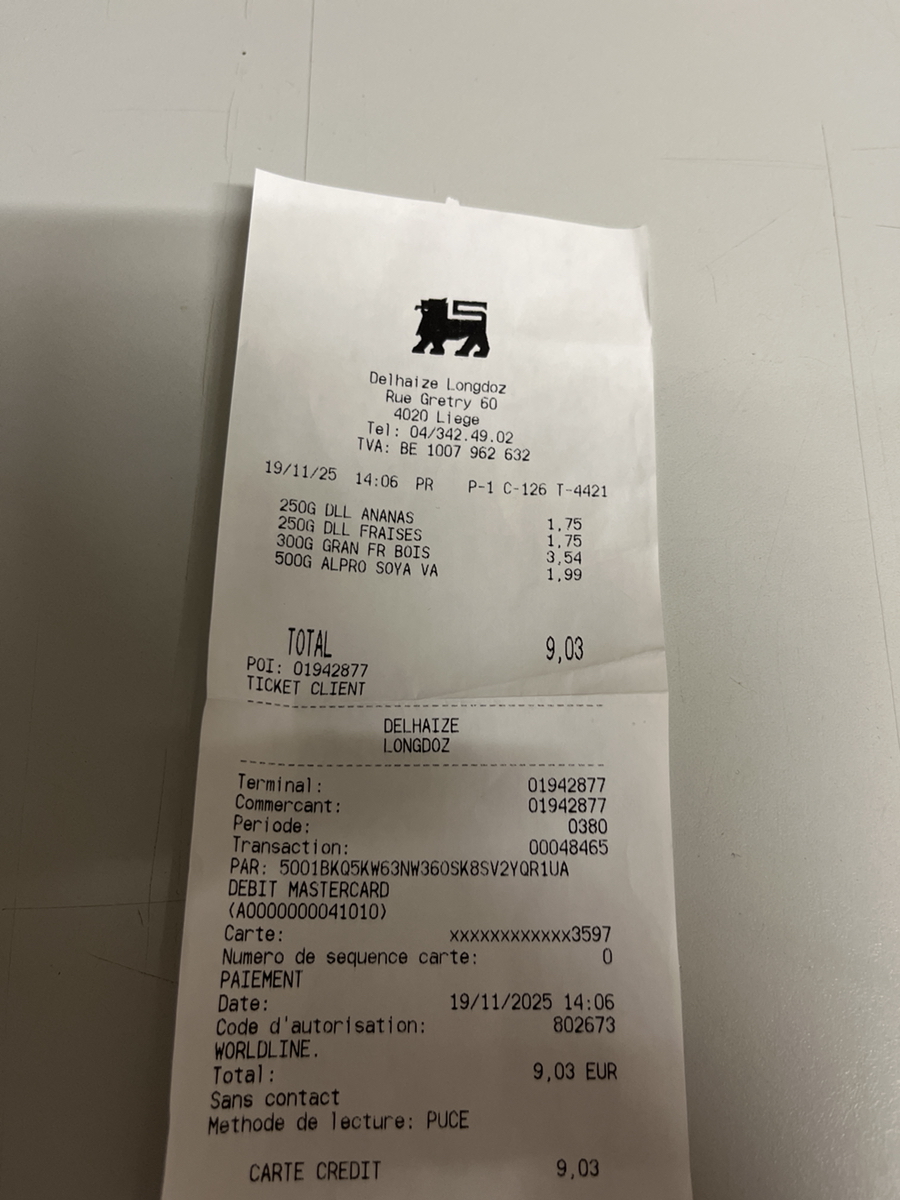 Delhaize Longdoz
Rue Gretry 60
4020 Liege
Tel: 04/342.49.02
TVA: BE 1007 962 632
19/11/25 14:06 PR P-1 C-126 T-4421
250G DLL ANANAS 1,75
250G DLL FRAISES 1,75
300G GRAN FR BOIS 3,54
500G ALPRO SOYA VA 1,99
TOTAL 9,03
POI: 01942877
TICKET CLIENT
DELHAIZE
LONGDOZ
Terminal: 01942877
Commercant: 01942877
Periode: 0380
Transaction: 00048465
PAR: 5001BKQ5KW63NW360SK8SV2YQR1UA
DEBIT MASTERCARD
(A0000000041010)
Carte: xxxxxxxxxxxx3597
Numero de sequence carte: 0
PAIEMENT
Date: 19/11/2025 14:06
Code d'autorisation: 802673
WORLDLINE.
Total: 9,03 EUR
Sans contact
Methode de lecture: PUCE
CARTE CREDIT 9,03